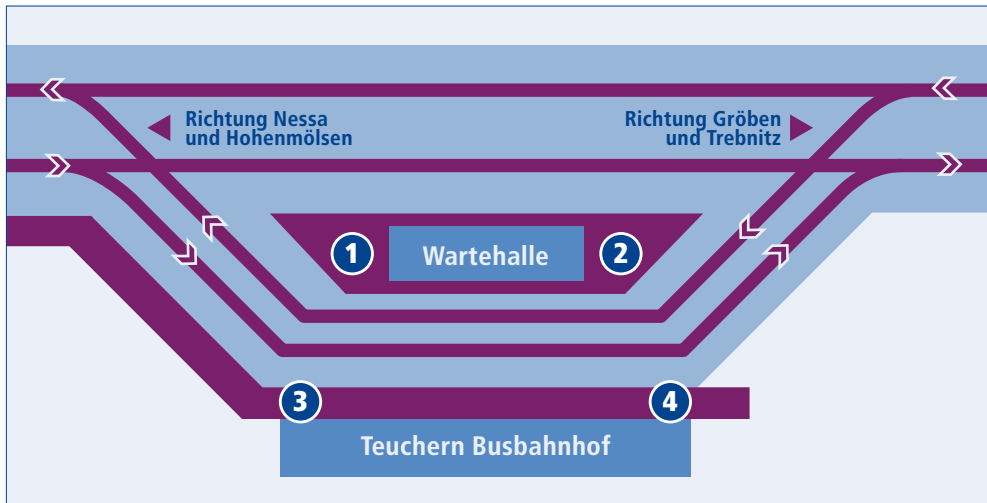 Richtung Nessa
und Hohenmölsen
Richtung Gröben
und Trebnitz
1
Wartehalle
2
3
4
Teuchern Busbahnhof